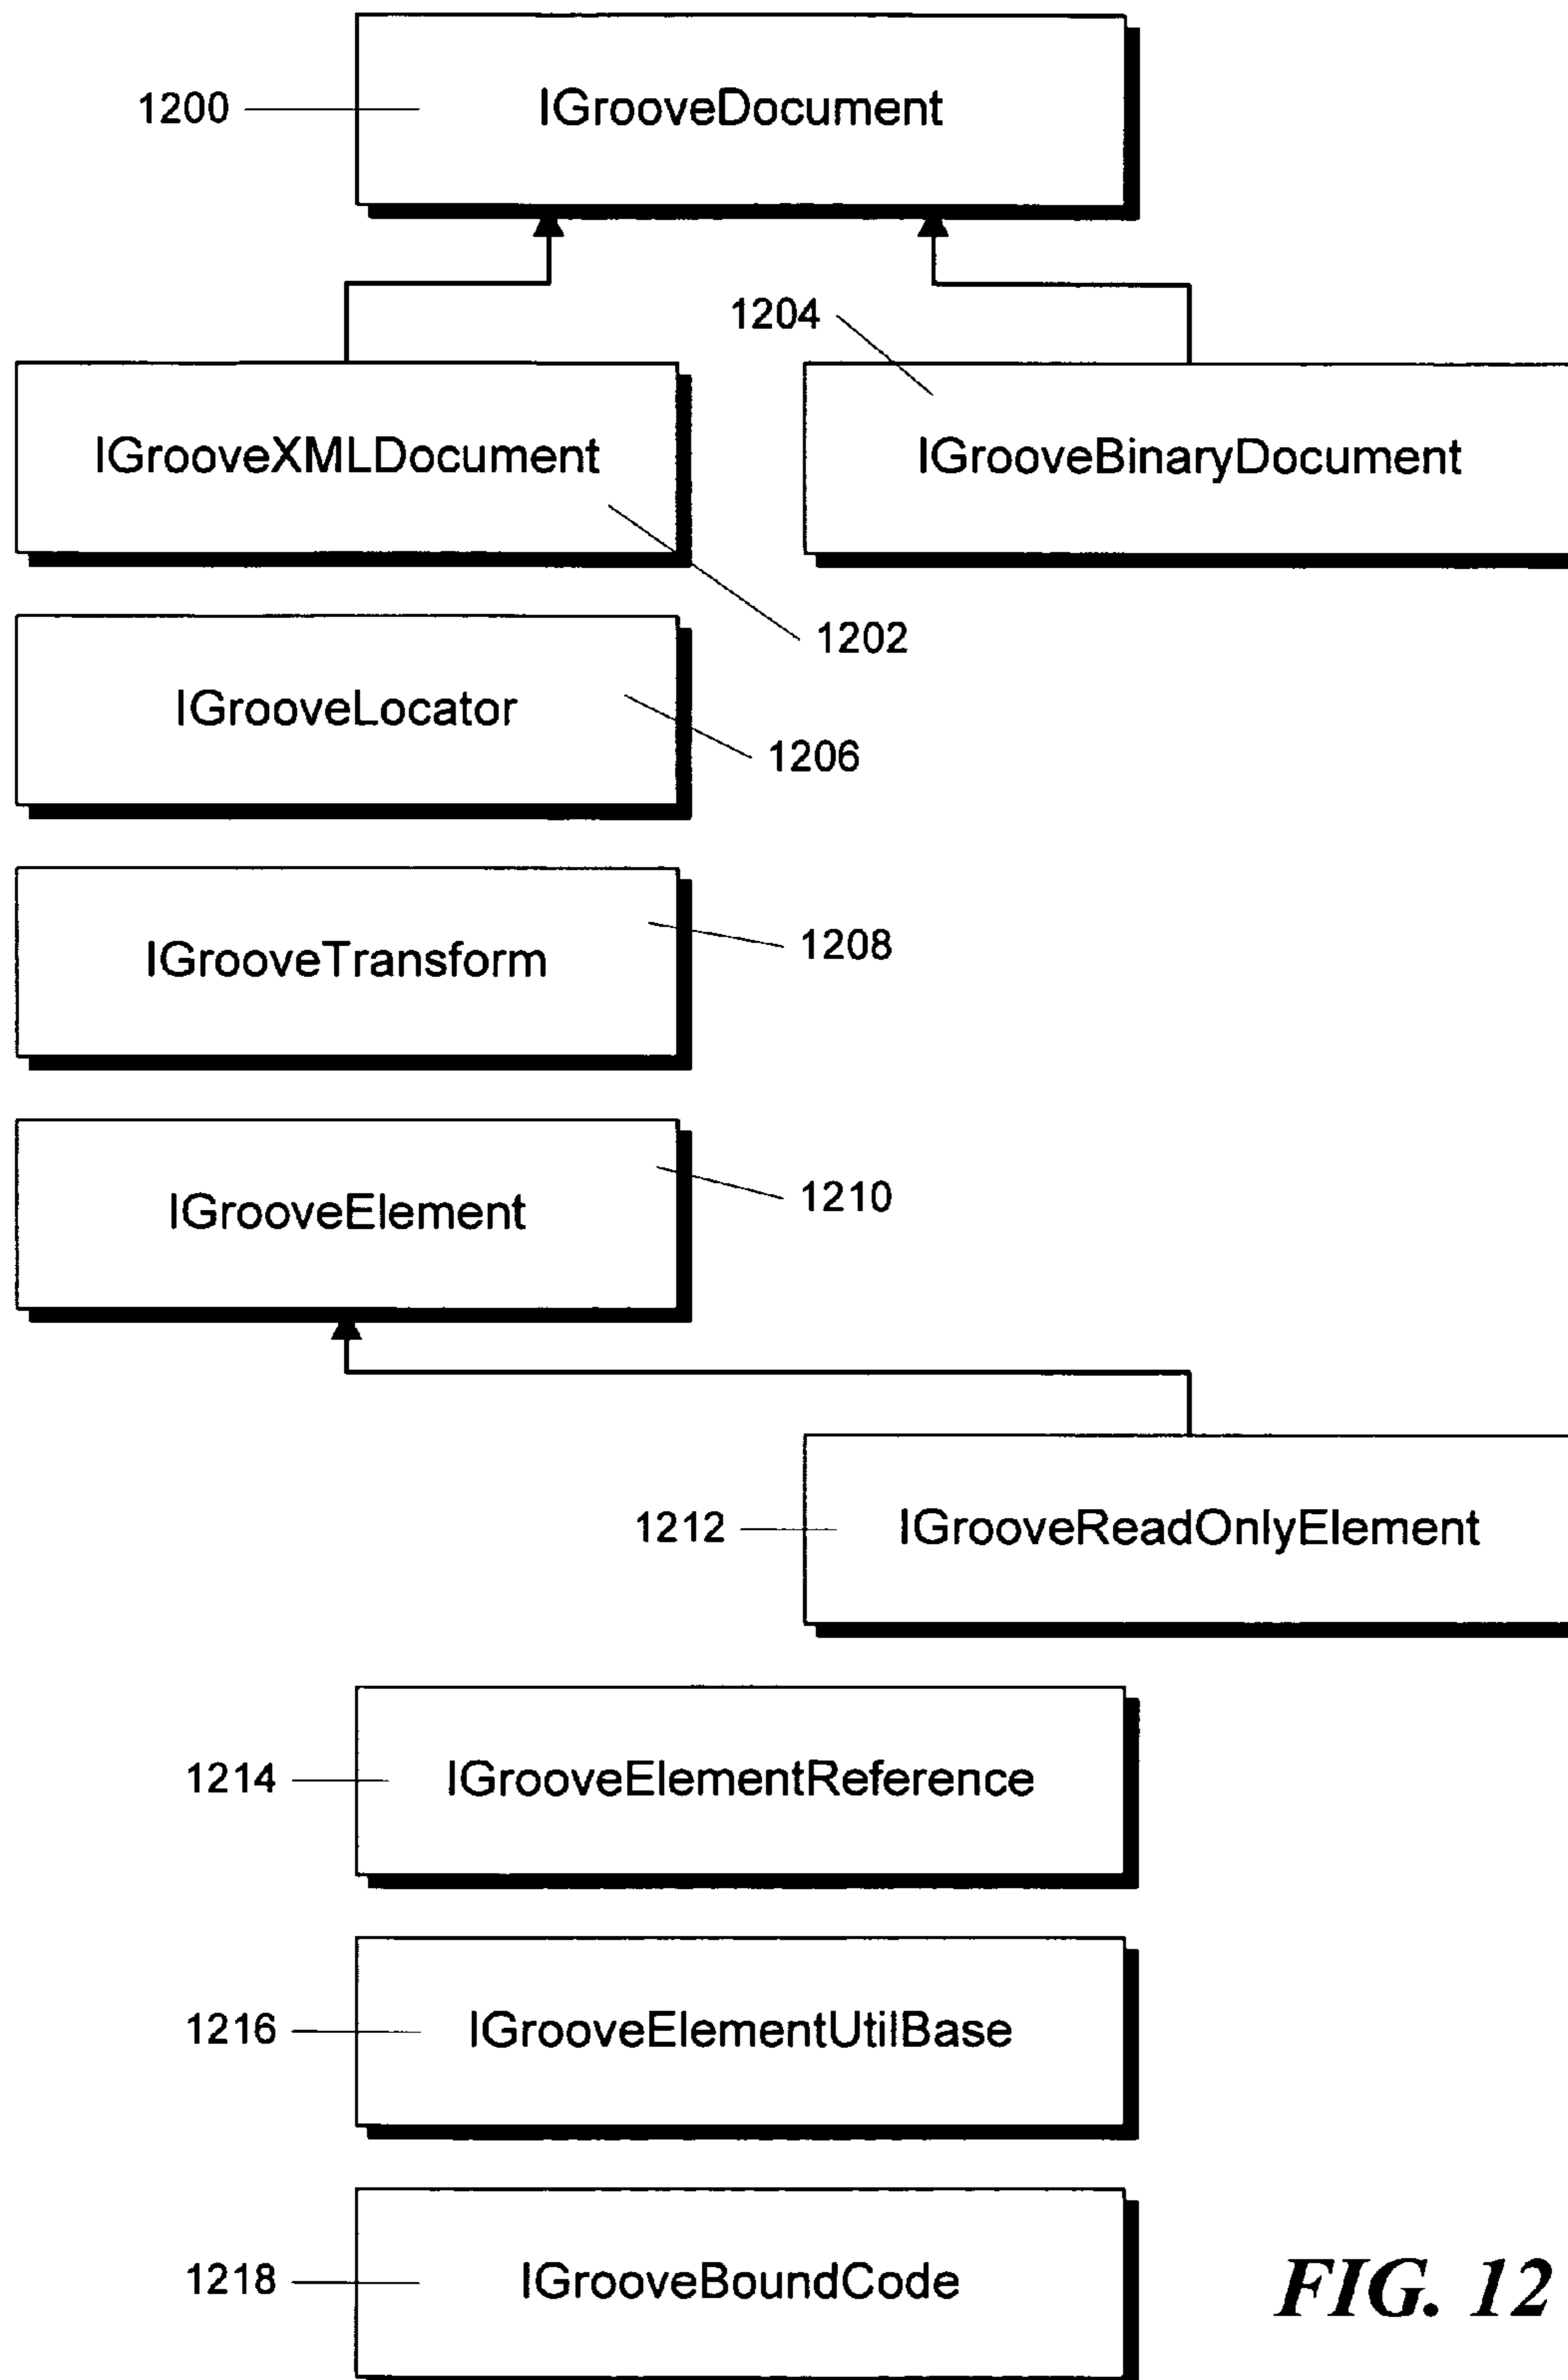 1200
IGrooveDocument
1204
IGrooveXMLDocument
IGrooveBinaryDocument
1202
IGrooveLocator
1206
IGrooveTransform
1208
IGrooveElement
1210
1212
IGrooveReadOnlyElement
1214
IGrooveElementReference
1216
IGrooveElementUtilBase
1218
IGrooveBoundCode
FIG. 12